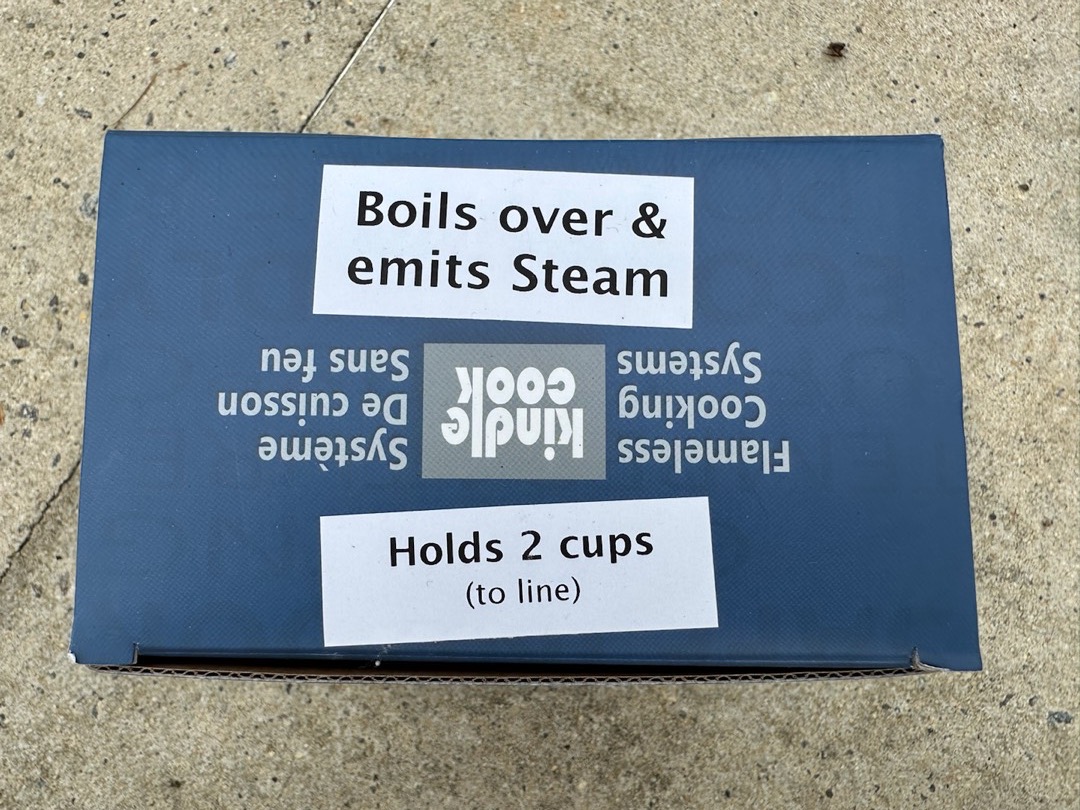 Boils over &
emits Steam
Flameless
Cooking
Systems
kindle
cook
Système
De cuisson
Sans feu
Holds 2 cups
(to line)